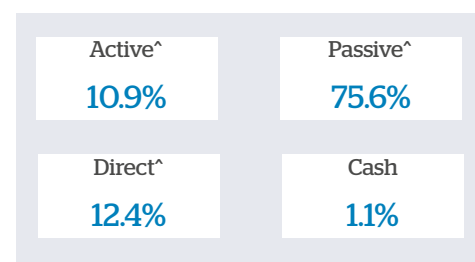 Active^ Passive^
10.9% 75.6%
Direct^ Cash
12.4% 1.1%